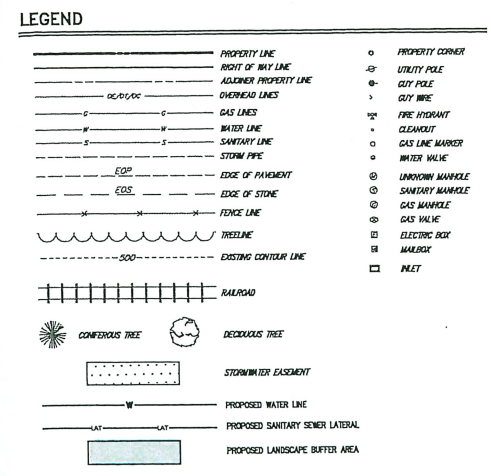 LEGEND
PROPERTY LINE
RIGHT OF WAY LINE
ADJOINER PROPERTY LINE
OE/OT/OC OVERHEAD LINES
G G GAS LINES
W W WATER LINE
S S SANITARY LINE
STORM PIPE
EOP EDGE OF PAVEMENT
EOS EDGE OF STONE
X X X FENCE LINE
TREELINE
500 EXISTING CONTOUR LINE
RAILROAD
CONIFEROUS TREE DECIDUOUS TREE
STORMWATER EASEMENT
W PROPOSED WATER LINE
LAT LAT PROPOSED SANITARY SEWER LATERAL
PROPOSED LANDSCAPE BUFFER AREA
PROPERTY CORNER
UTILITY POLE
GUY POLE
GUY WIRE
FIRE HYDRANT
CLEANOUT
GAS LINE MARKER
WATER VALVE
UNKNOWN MANHOLE
S SANITARY MANHOLE
G GAS MANHOLE
GAS VALVE
E ELECTRIC BOX
M MAILBOX
INLET